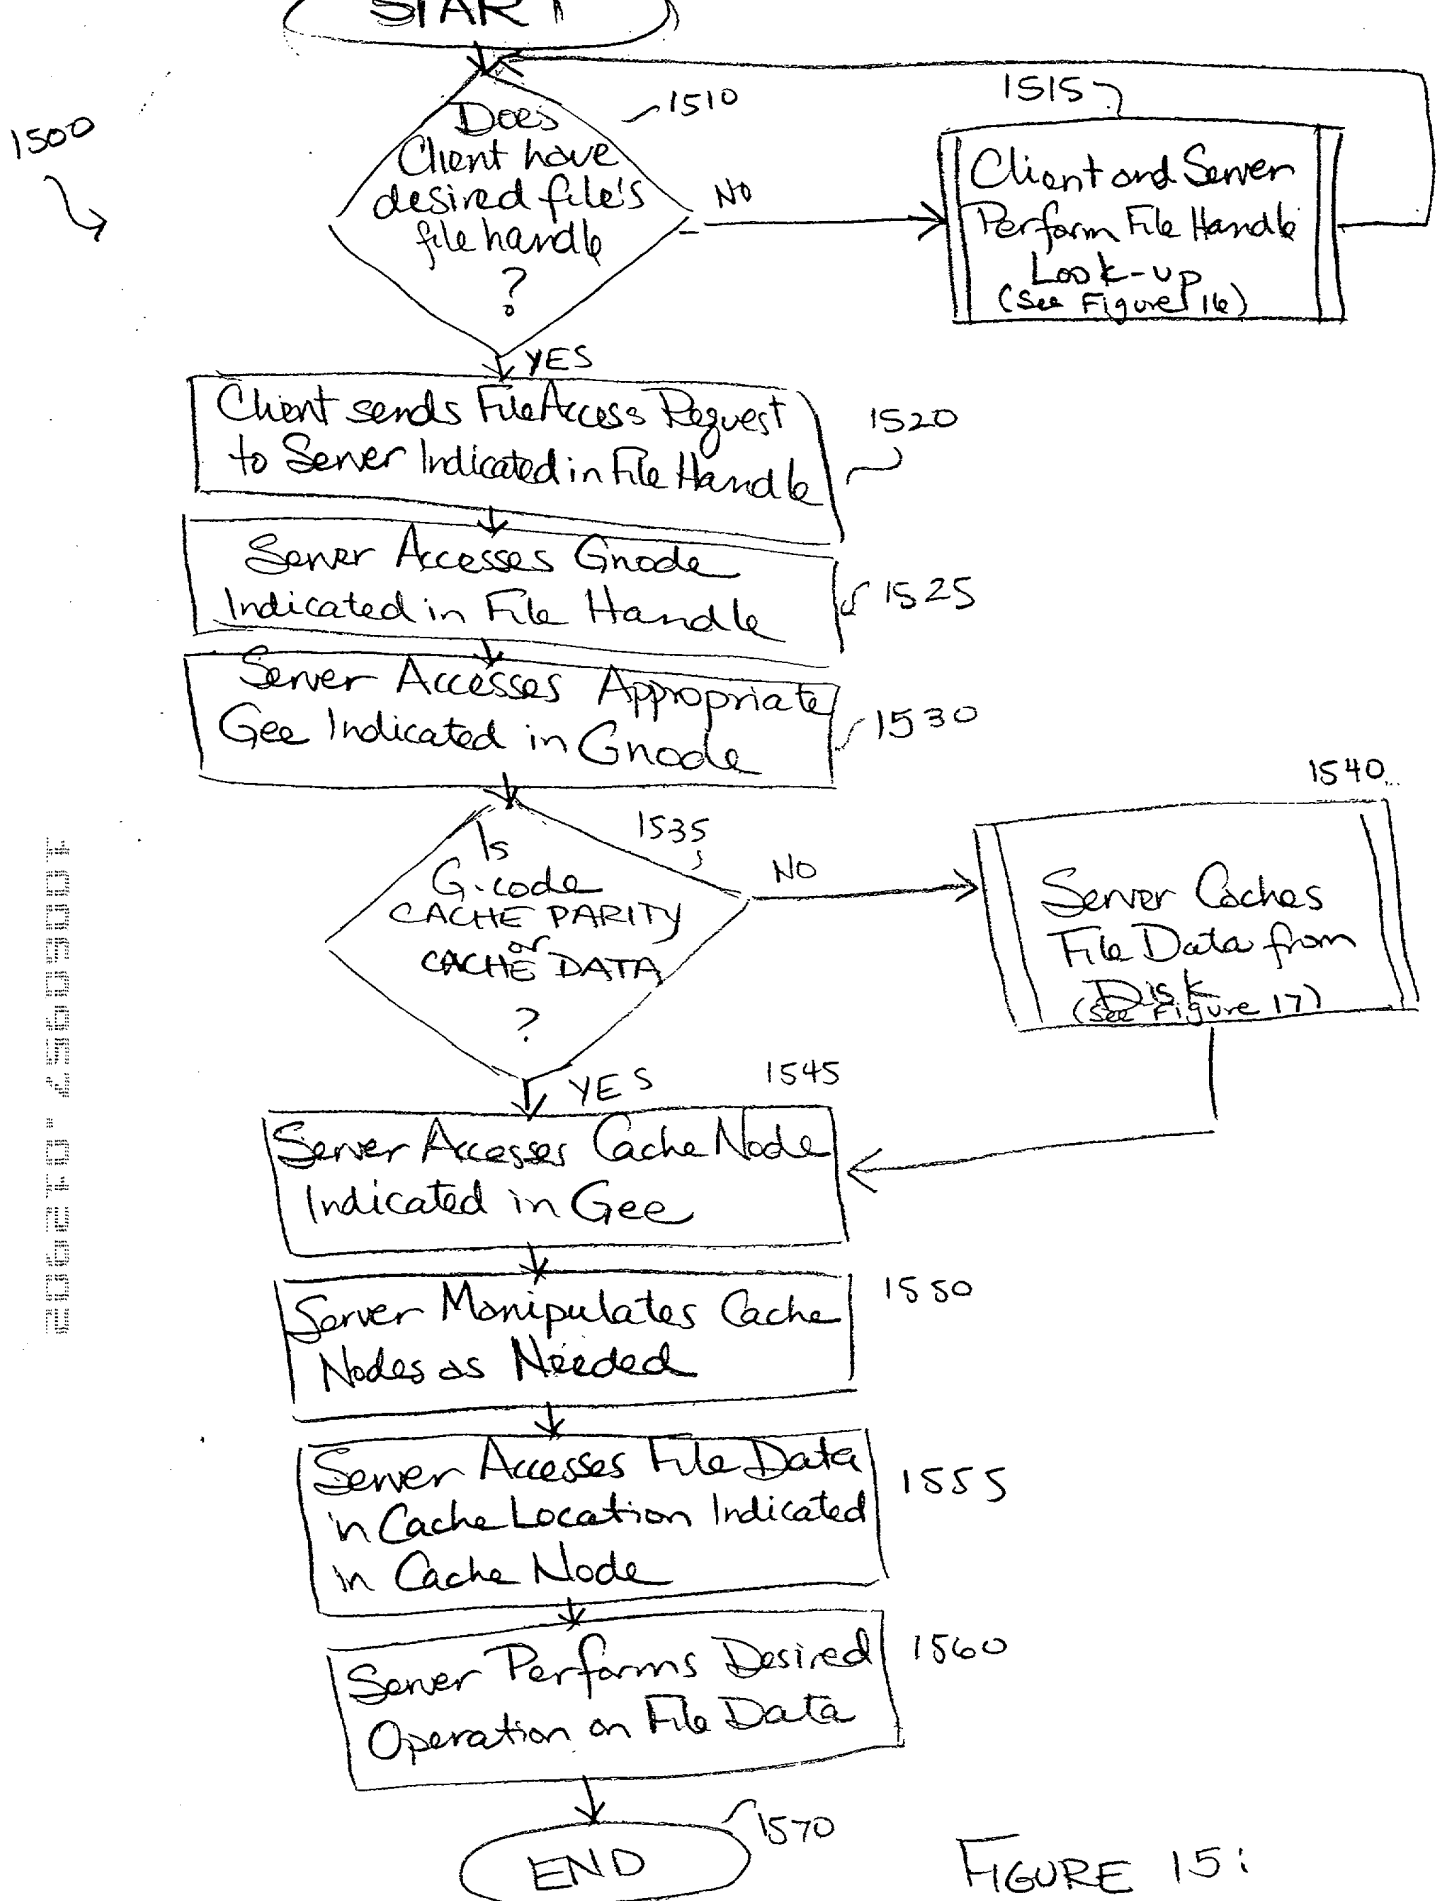 START
1500
Does
Client have
desired file's
file handle
?
1510
NO
1515
Client and Server
Perform File Handle
Look-up
(See Figure 16)
YES
Client sends File Access Request
to Server Indicated in File Handle
1520
Server Accesses Gnode
Indicated in File Handle
1525
Server Accesses Appropriate
Gee Indicated in Gnode
1530
Is
G-code
CACHE PARITY
or
CACHE DATA
?
1535
NO
1540
Server Caches
File Data from
Disk
(See Figure 17)
YES
1545
Server Accesses Cache Node
Indicated in Gee
Server Manipulates Cache
Nodes as Needed
1550
Server Accesses File Data
in Cache Location Indicated
in Cache Node
1555
Server Performs Desired
Operation on File Data
1560
END
1570
FIGURE 15: